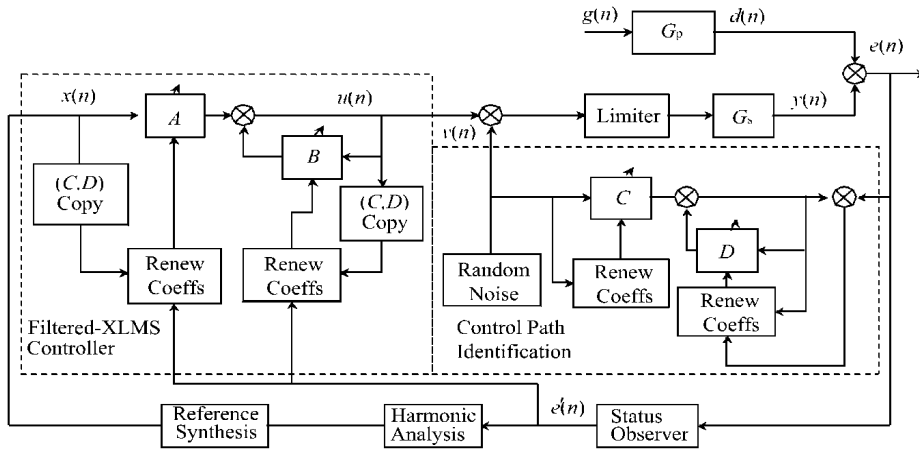 g(n)
Gp
d(n)
e(n)
x(n)
A
u(n)
v(n)
Limiter
Gs
y(n)
B
(C,D)
Copy
(C,D)
Copy
C
D
Renew
Coeffs
Renew
Coeffs
Random
Noise
Renew
Coeffs
Renew
Coeffs
Filtered-XLMS
Controller
Control Path
Identification
Reference
Synthesis
Harmonic
Analysis
e'(n)
Status
Observer